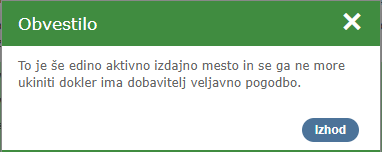 Obvestilo
To je še edino aktivno izdajno mesto in se ga ne more
ukiniti dokler ima dobavitelj veljavno pogodbo.
Izhod